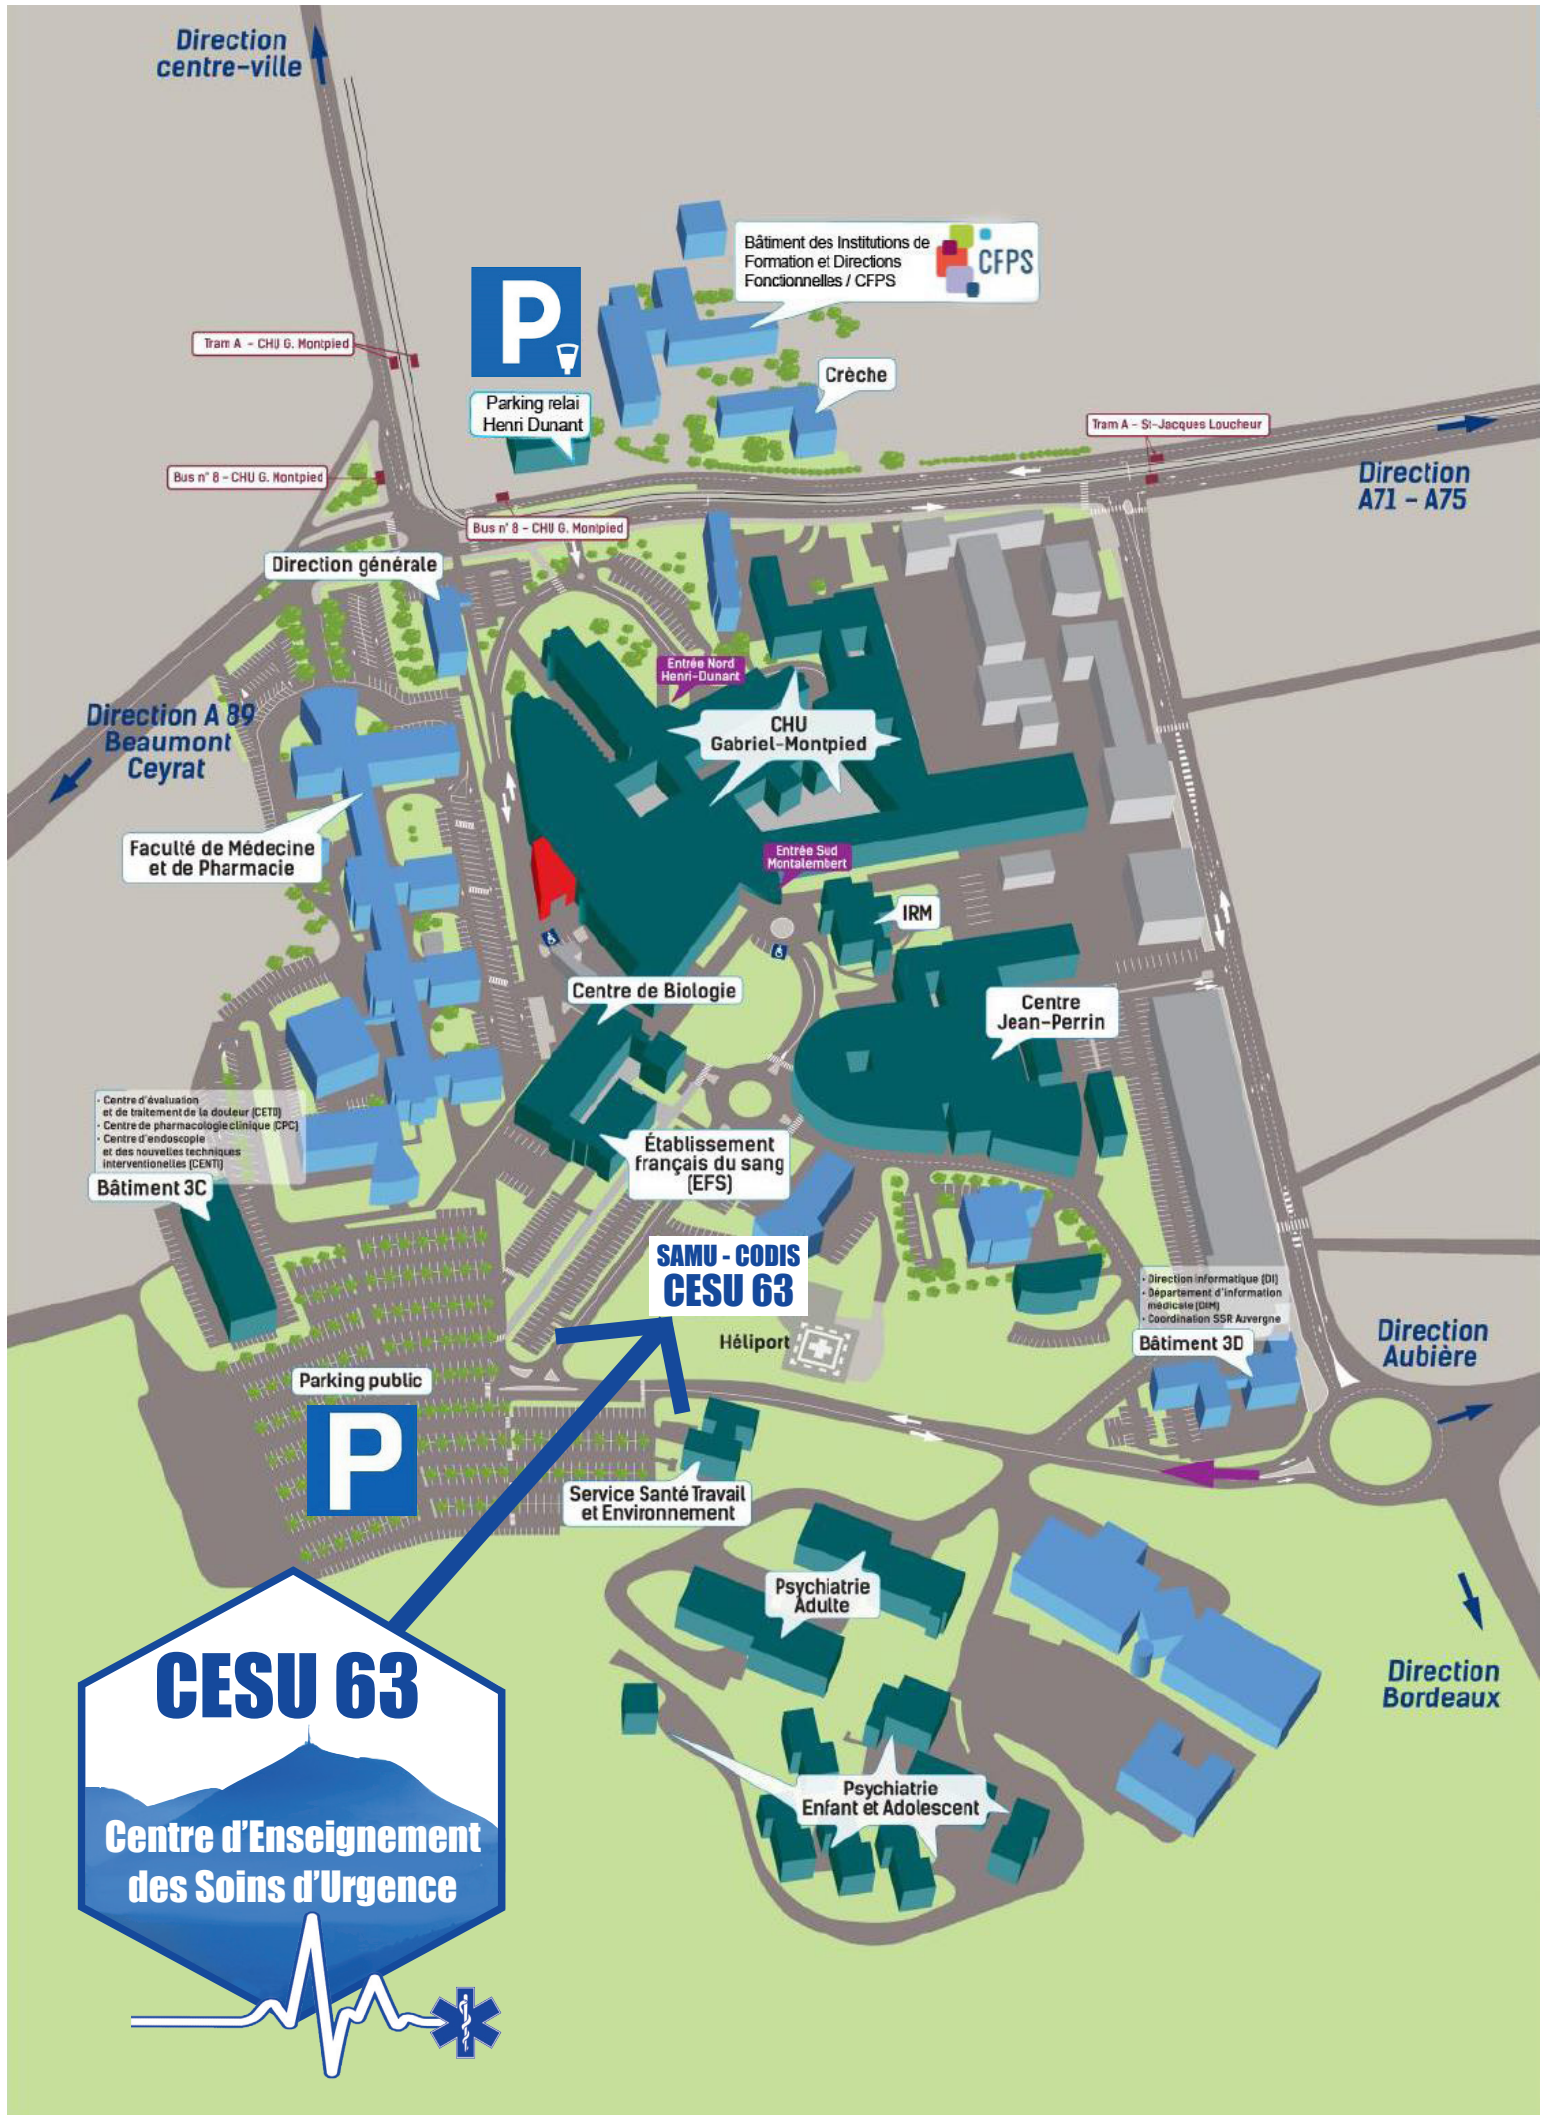 Direction
centre-ville
Bâtiment des Institutions de
Formation et Directions
Fonctionnelles / CFPS
CFPS
P
Tram A - CHU G. Montpied
Crèche
Parking relai
Henri Dunant
Tram A - St-Jacques Loucheur
Direction
A71 - A75
Bus n° 8 - CHU G. Montpied
Bus n° 8 - CHU G. Montpied
Direction générale
Entrée Nord
Henri-Dunant
CHU
Gabriel-Montpied
Direction A 89
Beaumont
Ceyrat
Faculté de Médecine
et de Pharmacie
Entrée Sud
Montalembert
IRM
Centre de Biologie
Centre
Jean-Perrin
• Centre d'évaluation
et de traitement de la douleur (CETD)
• Centre de pharmacologie clinique (CPC)
• Centre d'endoscopie
et des nouvelles techniques
interventionelles (CENTI)
Bâtiment 3C
Établissement
français du sang
(EFS)
SAMU - CODIS
CESU 63
Héliport
• Direction informatique (DI)
• Département d'information
médicale (DIM)
• Coordination SSR Auvergne
Bâtiment 3D
Direction
Aubière
Parking public
P
Service Santé Travail
et Environnement
Psychiatrie
Adulte
Direction
Bordeaux
Psychiatrie
Enfant et Adolescent
CESU 63
Centre d'Enseignement
des Soins d'Urgence